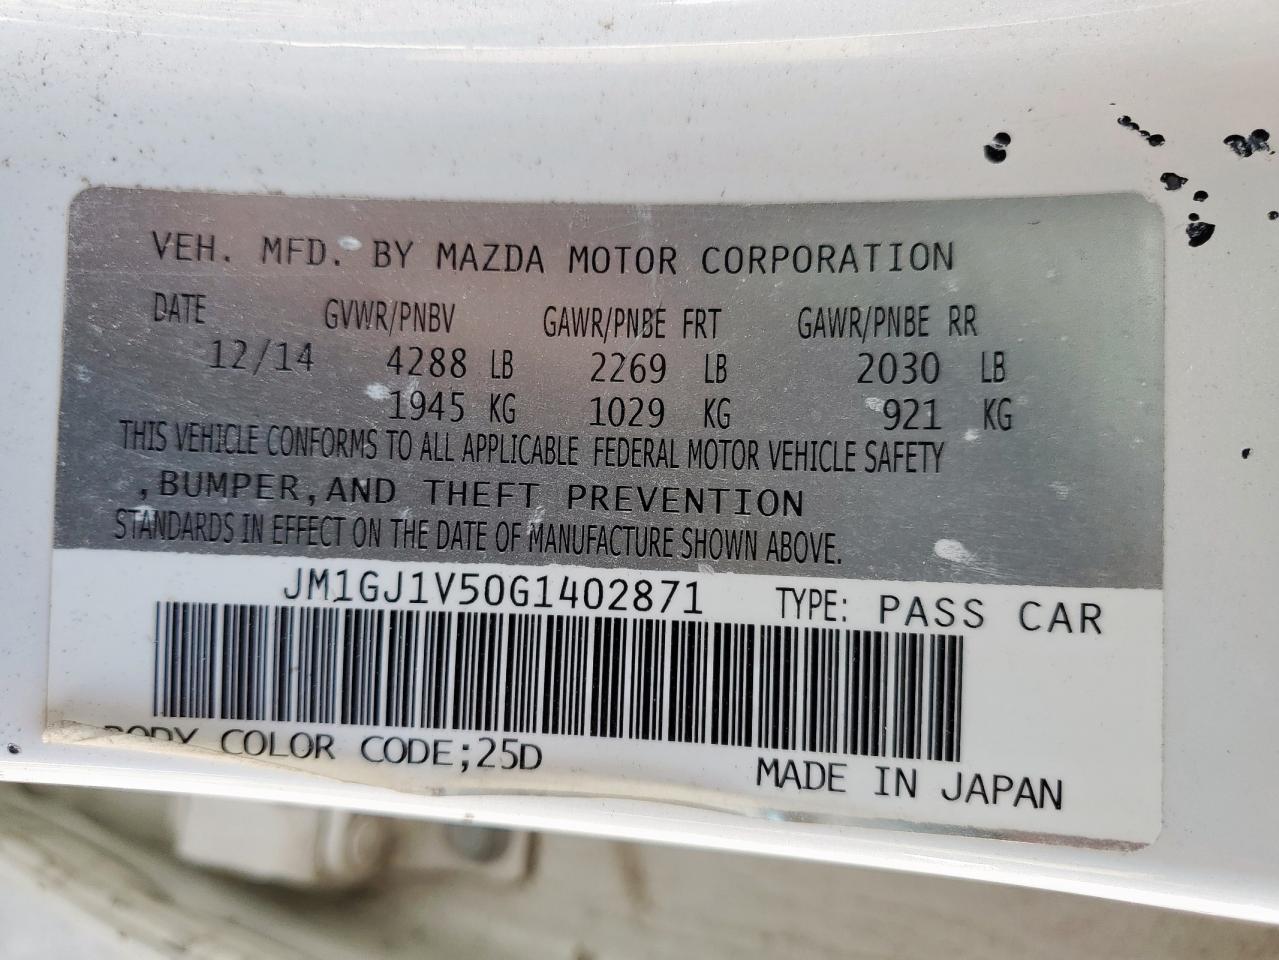 VEH. MFD. BY MAZDA MOTOR CORPORATION
DATE GVWR/PNBV GAWR/PNBE FRT GAWR/PNBE RR
12/14 4288 LB 2269 LB 2030 LB
1945 KG 1029 KG 921 KG
THIS VEHICLE CONFORMS TO ALL APPLICABLE FEDERAL MOTOR VEHICLE SAFETY
,BUMPER,AND THEFT PREVENTION
STANDARDS IN EFFECT ON THE DATE OF MANUFACTURE SHOWN ABOVE.
JM1GJ1V50G1402871 TYPE: PASS CAR
BODY COLOR CODE;25D
MADE IN JAPAN